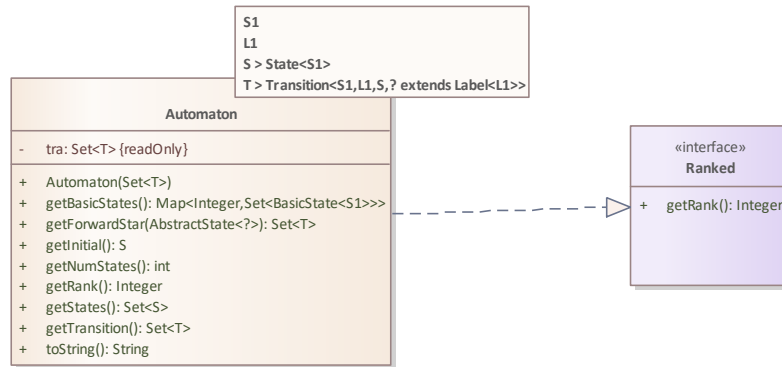 S1
L1
S > State<S1>
T > Transition<S1,L1,S,? extends Label<L1>>
Automaton
- tra: Set<T> {readOnly}
+ Automaton(Set<T>)
+ getBasicStates(): Map<Integer,Set<BasicState<S1>>>
+ getForwardStar(AbstractState<?>): Set<T>
+ getInitial(): S
+ getNumStates(): int
+ getRank(): Integer
+ getStates(): Set<S>
+ getTransition(): Set<T>
+ toString(): String
«interface»
Ranked
+ getRank(): Integer